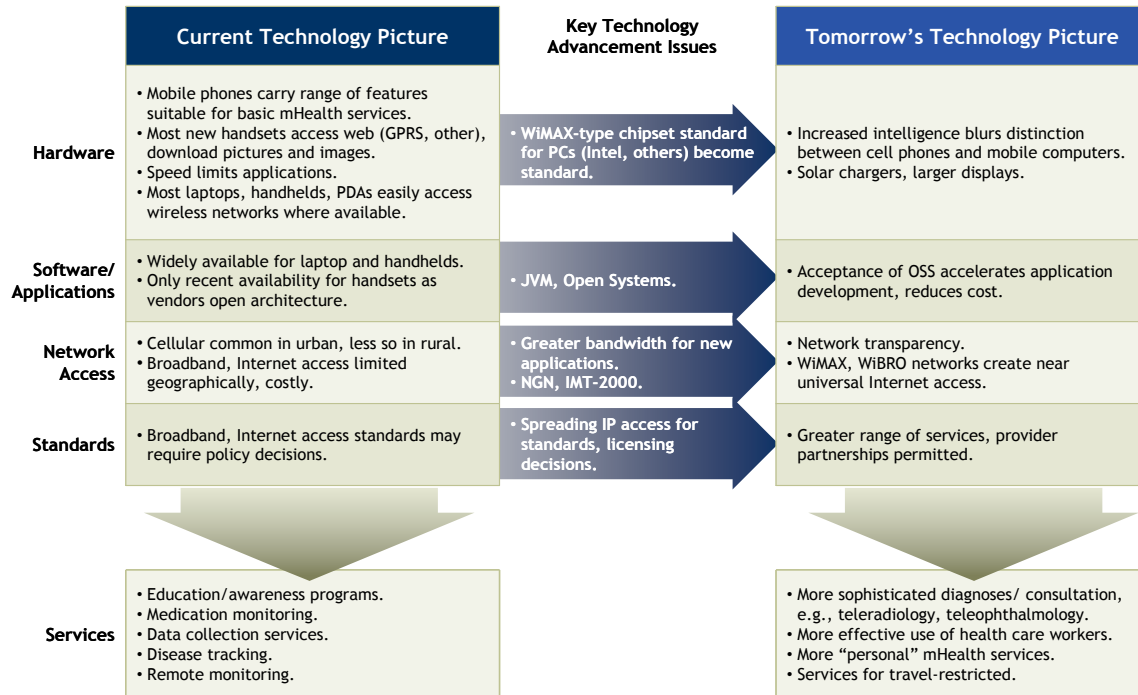 Current Technology Picture
Key Technology
Advancement Issues
Tomorrow's Technology Picture
Hardware
• Mobile phones carry range of features
suitable for basic mHealth services.
• Most new handsets access web (GPRS, other),
download pictures and images.
• Speed limits applications.
• Most laptops, handhelds, PDAs easily access
wireless networks where available.
• WiMAX-type chipset standard
for PCs (Intel, others) become
standard.
• Increased intelligence blurs distinction
between cell phones and mobile computers.
• Solar chargers, larger displays.
Software/
Applications
• Widely available for laptop and handhelds.
• Only recent availability for handsets as
vendors open architecture.
• JVM, Open Systems.
• Acceptance of OSS accelerates application
development, reduces cost.
Network
Access
• Cellular common in urban, less so in rural.
• Broadband, Internet access limited
geographically, costly.
• Greater bandwidth for new
applications.
• NGN, IMT-2000.
• Network transparency.
• WiMAX, WiBRO networks create near
universal Internet access.
Standards
• Broadband, Internet access standards may
require policy decisions.
• Spreading IP access for
standards, licensing
decisions.
• Greater range of services, provider
partnerships permitted.
Services
• Education/awareness programs.
• Medication monitoring.
• Data collection services.
• Disease tracking.
• Remote monitoring.
• More sophisticated diagnoses/ consultation,
e.g., teleradiology, teleophthalmology.
• More effective use of health care workers.
• More "personal" mHealth services.
• Services for travel-restricted.